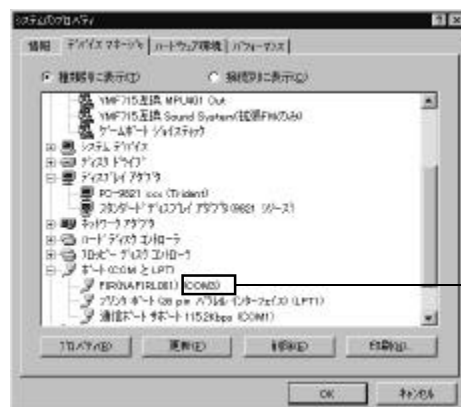 システムのプロパティ
情報 デバイス マネージャ ハードウェア環境 パフォーマンス
種類別に表示(T) 接続別に表示(C)
YMF715互換 MPU401 Out
YMF715互換 Sound System(拡張FMのみ)
ゲームポート ジョイスティック
システム デバイス
ディスク ドライブ
ディスプレイ アダプタ
PC-9821 xxx (Trident)
スタンダード ディスプレイ アダプタ(9821 シリーズ)
ネットワーク アダプタ
ハード ディスク コントローラ
フロッピー ディスク コントローラ
ポート (COM と LPT)
FIR(NAFIRL081) (COM3)
プリンタ ポート (36 pin パラレル インターフェイス) (LPT1)
通信ポート サポート 115.2Kbps (COM1)
プロパティ(R) 更新(F) 削除(E) 印刷(N)...
OK キャンセル